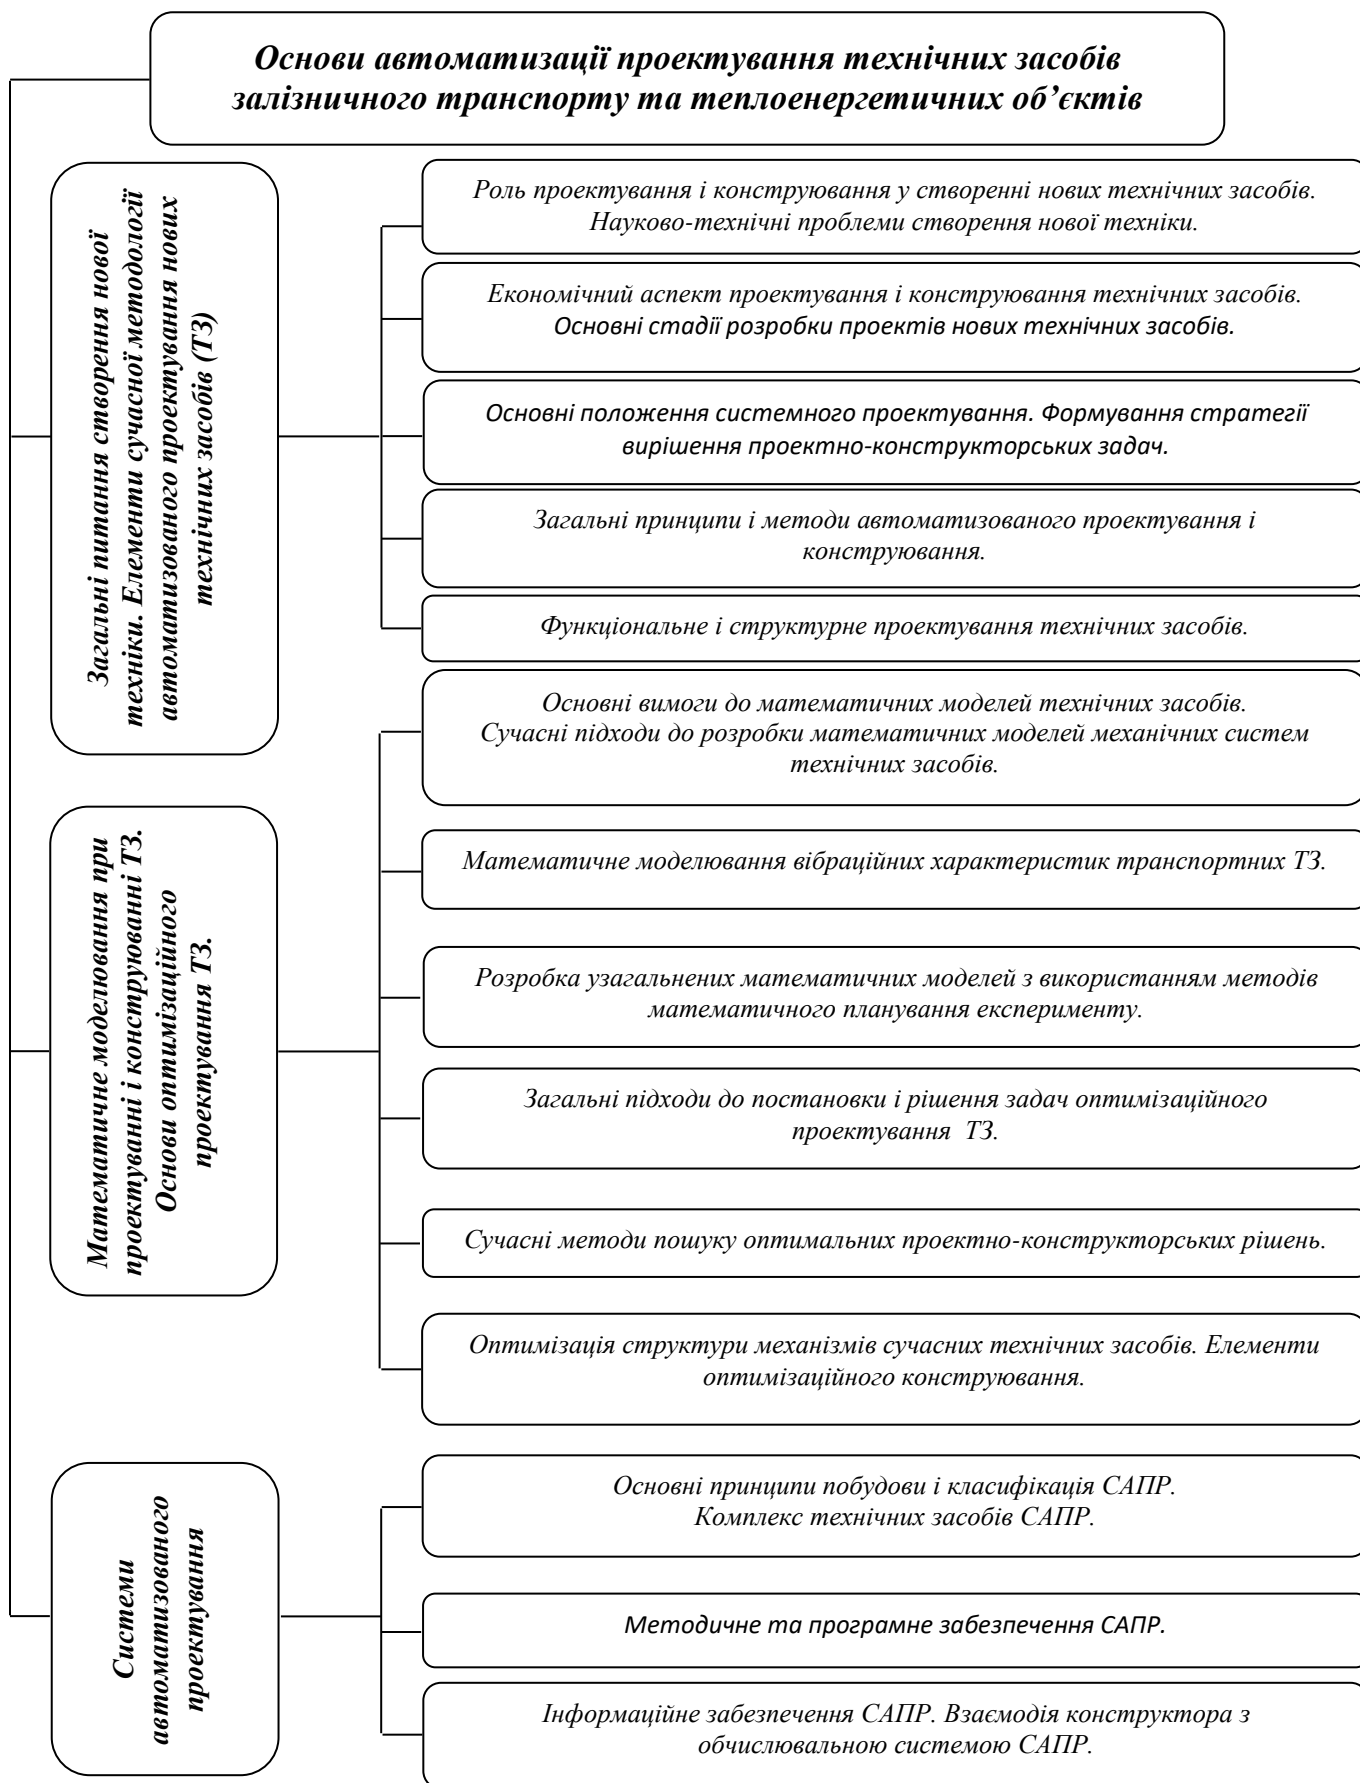 Основи автоматизації проектування технічних засобів
залізничного транспорту та теплоенергетичних об’єктів
Загальні питання створення нової
техніки. Елементи сучасної методології
автоматизованого проектування нових
технічних засобів (ТЗ)
Роль проектування і конструювання у створенні нових технічних засобів.
Науково-технічні проблеми створення нової техніки.
Економічний аспект проектування і конструювання технічних засобів.
Основні стадії розробки проектів нових технічних засобів.
Основні положення системного проектування. Формування стратегії
вирішення проектно-конструкторських задач.
Загальні принципи і методи автоматизованого проектування і
конструювання.
Функціональне і структурне проектування технічних засобів.
Математичне моделювання при
проектуванні і конструюванні ТЗ.
Основи оптимізаційного
проектування ТЗ.
Основні вимоги до математичних моделей технічних засобів.
Сучасні підходи до розробки математичних моделей механічних систем
технічних засобів.
Математичне моделювання вібраційних характеристик транспортних ТЗ.
Розробка узагальнених математичних моделей з використанням методів
математичного планування експерименту.
Загальні підходи до постановки і рішення задач оптимізаційного
проектування ТЗ.
Сучасні методи пошуку оптимальних проектно-конструкторських рішень.
Оптимізація структури механізмів сучасних технічних засобів. Елементи
оптимізаційного конструювання.
Системи
автоматизованого
проектування
Основні принципи побудови і класифікація САПР.
Комплекс технічних засобів САПР.
Методичне та програмне забезпечення САПР.
Інформаційне забезпечення САПР. Взаємодія конструктора з
обчислювальною системою САПР.